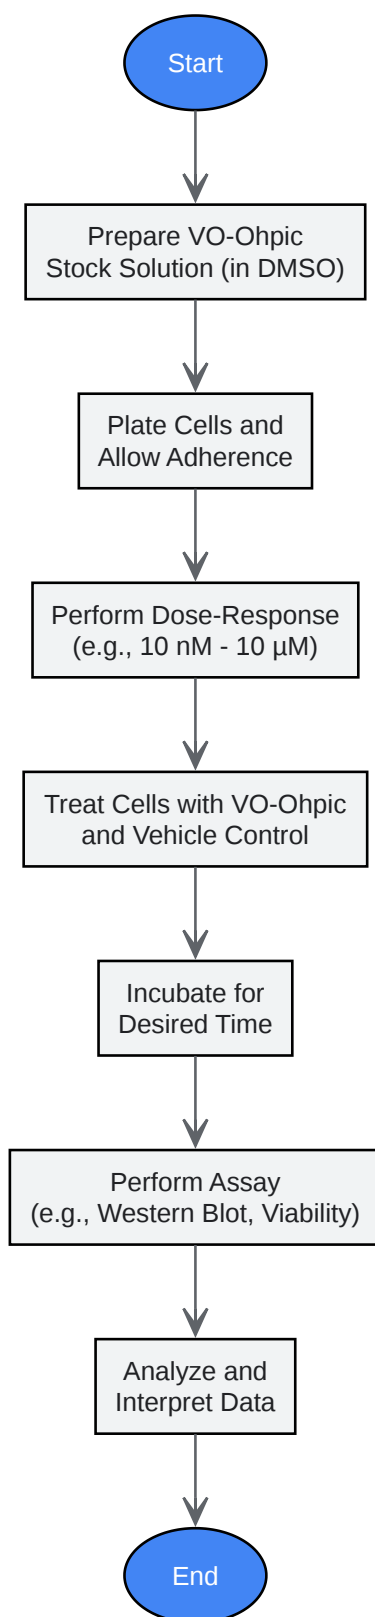 Start
Prepare VO-Ohpic
Stock Solution (in DMSO)
Plate Cells and
Allow Adherence
Perform Dose-Response
(e.g., 10 nM - 10 µM)
Treat Cells with VO-Ohpic
and Vehicle Control
Incubate for
Desired Time
Perform Assay
(e.g., Western Blot, Viability)
Analyze and
Interpret Data
End